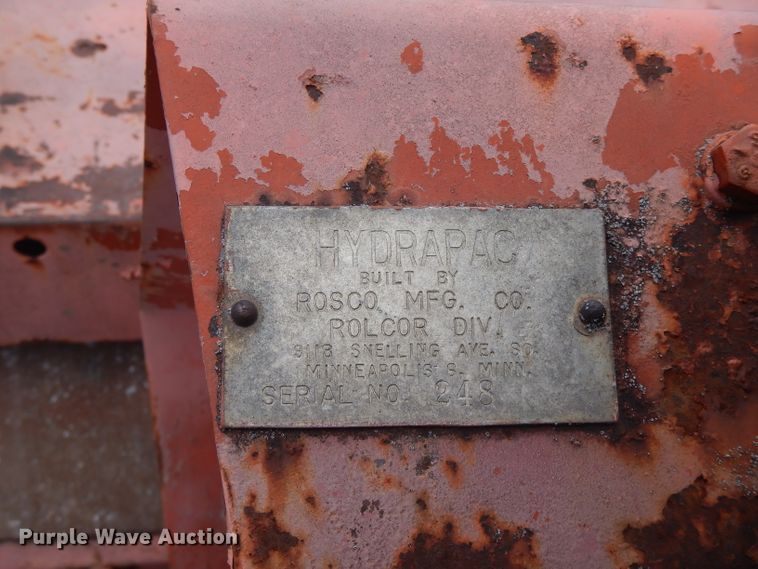 HYDRAPAC
BUILT BY
ROSCO MFG. CO.
ROLCOR DIV.
3118 SNELLING AVE. SO.
MINNEAPOLIS 6, MINN.
SERIAL NO. 248
Purple Wave Auction